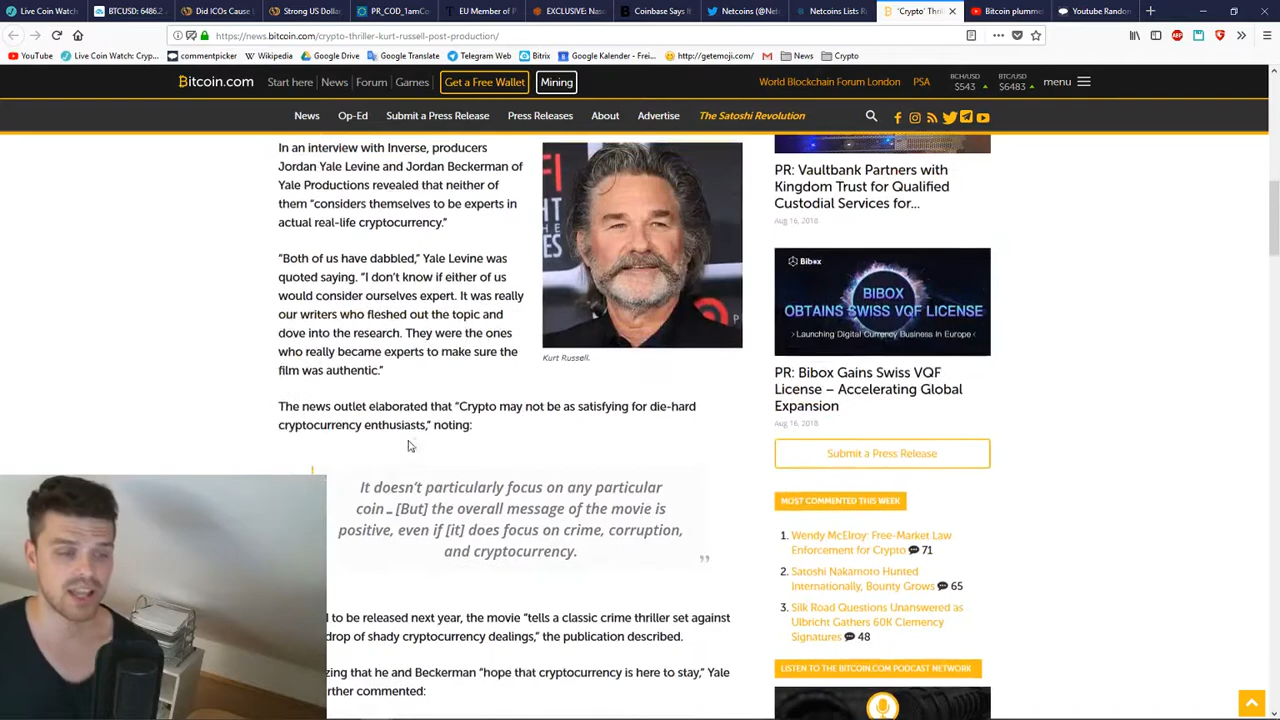 Live Coin Watch: Cryp
BTCUSD: 6486.2
Did ICOs Cause
Strong US Dollar
PR_COD_1amCo
EU Member of P
EXCLUSIVE: Nas
Coinbase Says I
Netcoins (@Net
Netcoins Lists R
'Crypto' Thril
Bitcoin plumme
Youtube Random
https://news.bitcoin.com/crypto-thriller-kurt-russell-post-production/
YouTube
Live Coin Watch: Cryp...
commentpicker
Wikipedia
Google Drive
Google Translate
Telegram Web
Bitrix
Google Kalender - Frei...
http://getemoji.com/
News
Crypto
Bitcoin.com
Start here
News
Forum
Games
Get a Free Wallet
Mining
World Blockchain Forum London
PSA
BCH/USD
$543
BTC/USD
$6483
menu
News
Op-Ed
Submit a Press Release
Press Releases
About
Advertise
The Satoshi Revolution
In an interview with Inverse, producers
Jordan Yale Levine and Jordan Beckerman of
Yale Productions revealed that neither of
them “considers themselves to be experts in
actual real-life cryptocurrency.”
“Both of us have dabbled,” Yale Levine was
quoted saying. “I don’t know if either of us
would consider ourselves expert. It was really
our writers who fleshed out the topic and
dove into the research. They were the ones
who really became experts to make sure the
film was authentic.”
Kurt Russell.
The news outlet elaborated that “Crypto may not be as satisfying for die-hard
cryptocurrency enthusiasts,” noting:
It doesn’t particularly focus on any particular
coin ... [But] the overall message of the movie is
positive, even if [it] does focus on crime, corruption,
and cryptocurrency.
d to be released next year, the movie “tells a classic crime thriller set against
drop of shady cryptocurrency dealings,” the publication described.
zing that he and Beckerman “hope that cryptocurrency is here to stay,” Yale
rther commented:
PR: Vaultbank Partners with
Kingdom Trust for Qualified
Custodial Services for...
Aug 16, 2018
Bibox
BIBOX
OBTAINS SWISS VQF LICENSE
Launching Digital Currency Business In Europe
PR: Bibox Gains Swiss VQF
License – Accelerating Global
Expansion
Aug 16, 2018
Submit a Press Release
MOST COMMENTED THIS WEEK
1. Wendy McElroy: Free-Market Law
Enforcement for Crypto 71
2. Satoshi Nakamoto Hunted
Internationally, Bounty Grows 65
3. Silk Road Questions Unanswered as
Ulbricht Gathers 60K Clemency
Signatures 48
LISTEN TO THE BITCOIN.COM PODCAST NETWORK